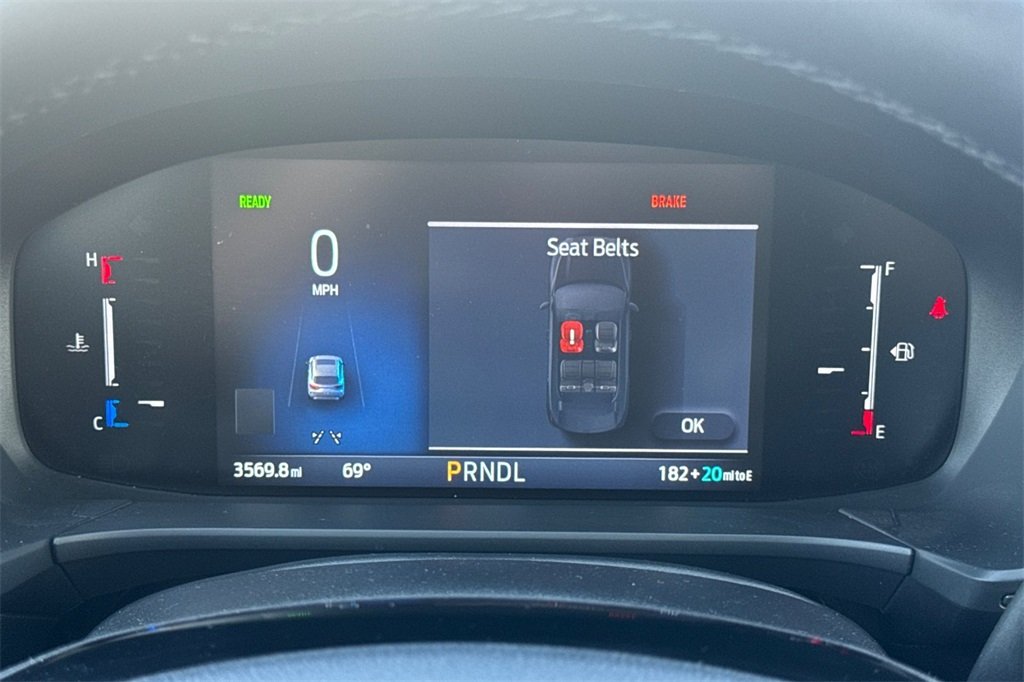 READY
BRAKE
0
MPH
Seat Belts
H
C
F
E
!
OK
3569.8 mi
69°
PRNDL
182+20 mi to E